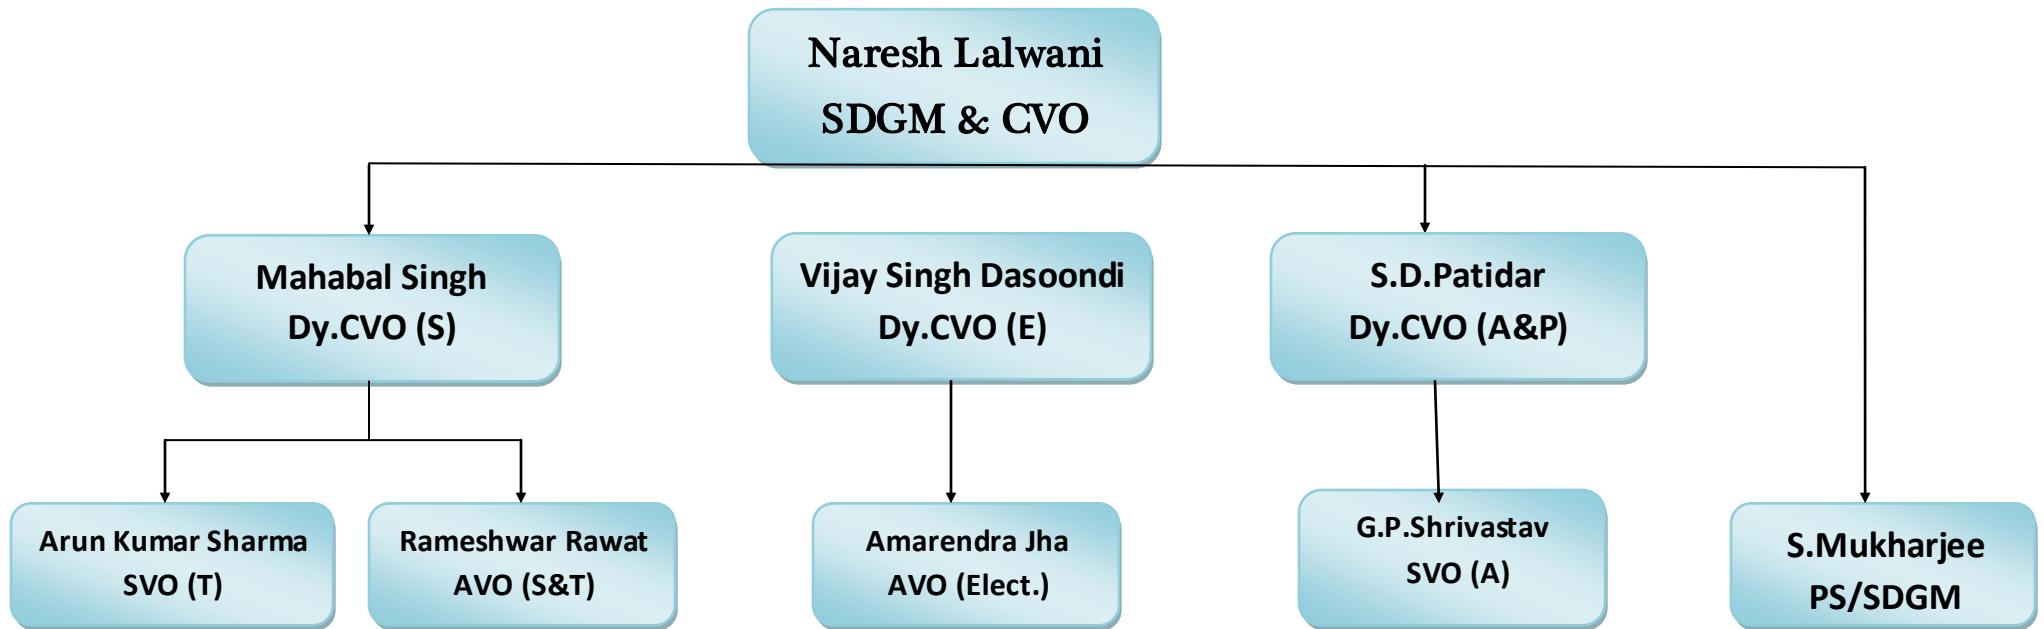 Naresh Lalwani
SDGM & CVO
Mahabal Singh
Dy.CVO (S)
Vijay Singh Dasoondi
Dy.CVO (E)
S.D.Patidar
Dy.CVO (A&P)
Arun Kumar Sharma
SVO (T)
Rameshwar Rawat
AVO (S&T)
Amarendra Jha
AVO (Elect.)
G.P.Shrivastav
SVO (A)
S.Mukharjee
PS/SDGM